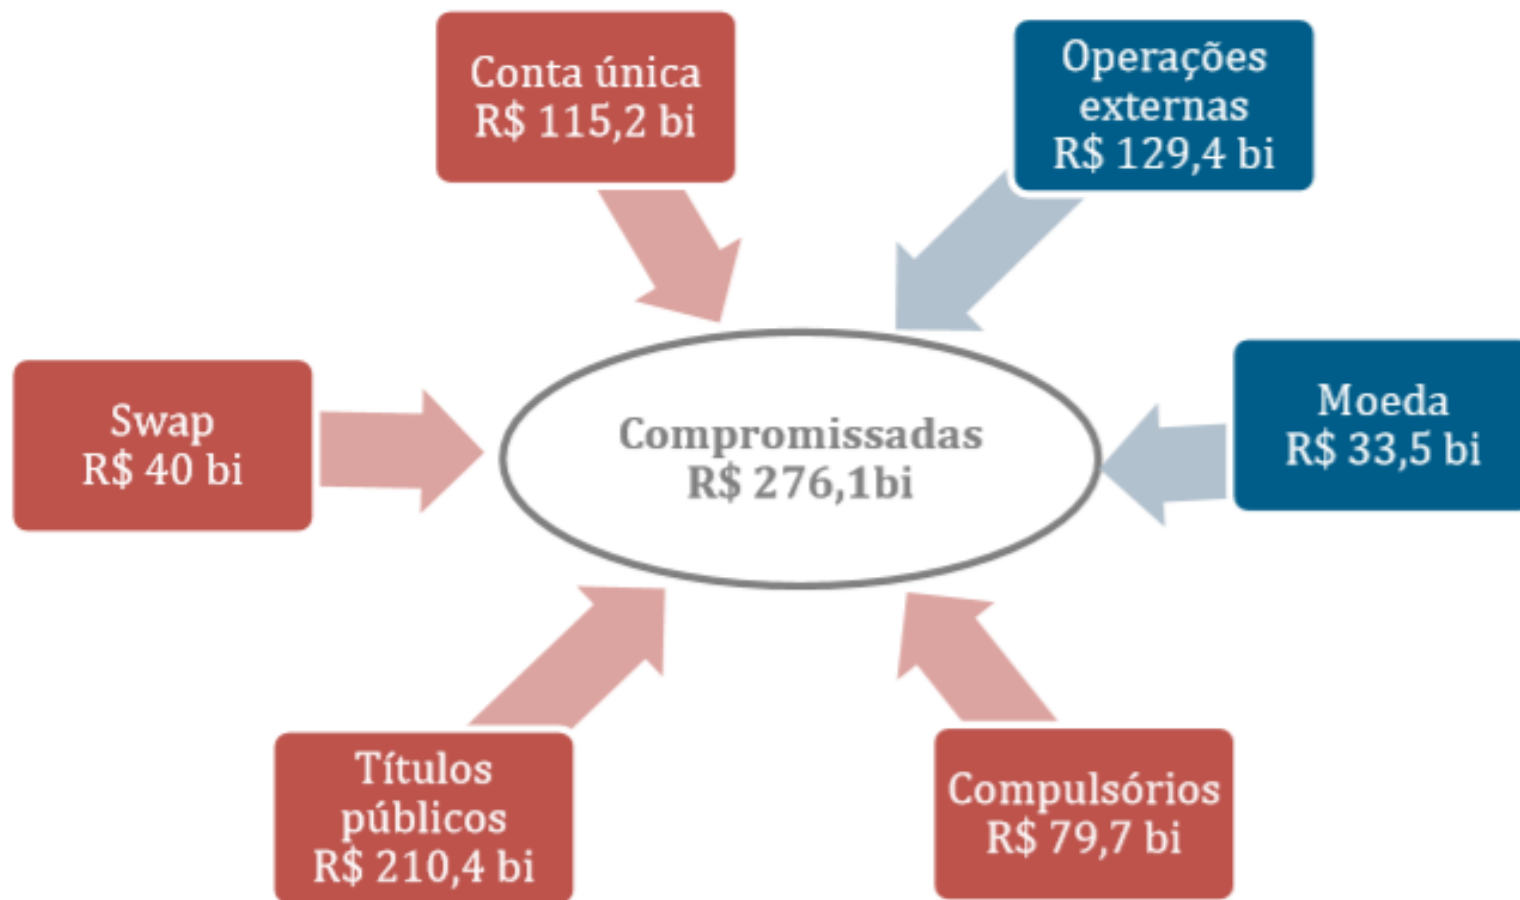 Conta única
R$ 115,2 bi
Operações
externas
R$ 129,4 bi
Swap
R$ 40 bi
Compromissadas
R$ 276,1bi
Moeda
R$ 33,5 bi
Títulos
públicos
R$ 210,4 bi
Compulsórios
R$ 79,7 bi